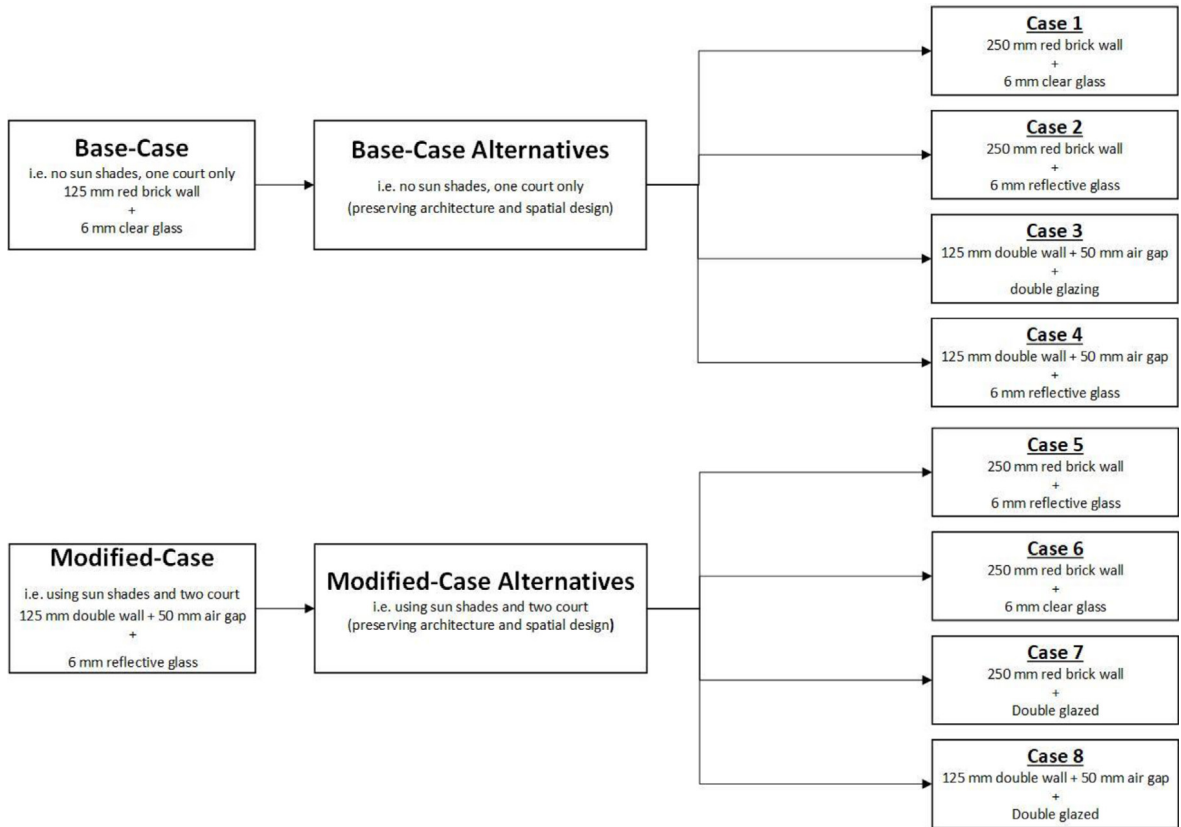 Base-Case
i.e. no sun shades, one court only
125 mm red brick wall
+
6 mm clear glass
Base-Case Alternatives
i.e. no sun shades, one court only
(preserving architecture and spatial design)
Case 1
250 mm red brick wall
+
6 mm clear glass
Case 2
250 mm red brick wall
+
6 mm reflective glass
Case 3
125 mm double wall + 50 mm air gap
+
double glazing
Case 4
125 mm double wall + 50 mm air gap
+
6 mm reflective glass
Modified-Case
i.e. using sun shades and two court
125 mm double wall + 50 mm air gap
+
6 mm reflective glass
Modified-Case Alternatives
i.e. using sun shades and two court
(preserving architecture and spatial design)
Case 5
250 mm red brick wall
+
6 mm reflective glass
Case 6
250 mm red brick wall
+
6 mm clear glass
Case 7
250 mm red brick wall
+
Double glazed
Case 8
125 mm double wall + 50 mm air gap
+
Double glazed